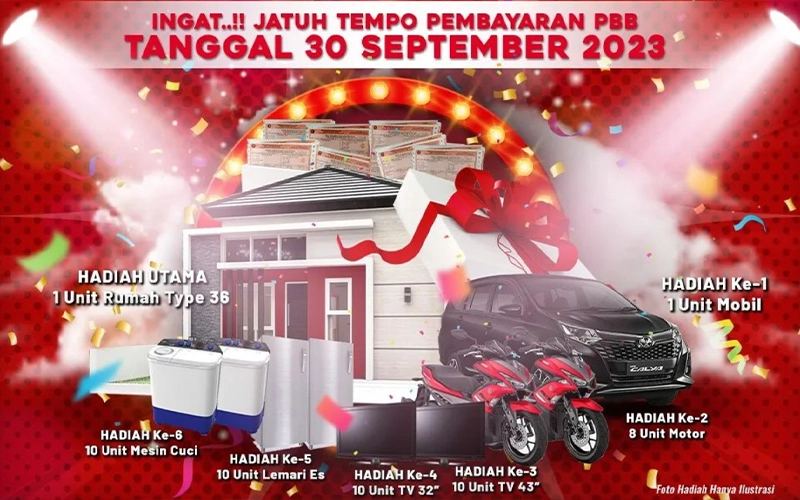 INGAT..!! JATUH TEMPO PEMBAYARAN PBB
TANGGAL 30 SEPTEMBER 2023
HADIAH UTAMA
1 Unit Rumah Type 36
HADIAH Ke-1
1 Unit Mobil
CALYA
HADIAH Ke-2
8 Unit Motor
HADIAH Ke-6
10 Unit Mesin Cuci
HADIAH Ke-5
10 Unit Lemari Es
HADIAH Ke-4
10 Unit TV 32"
HADIAH Ke-3
10 Unit TV 43"
Foto Hadiah Hanya Ilustrasi